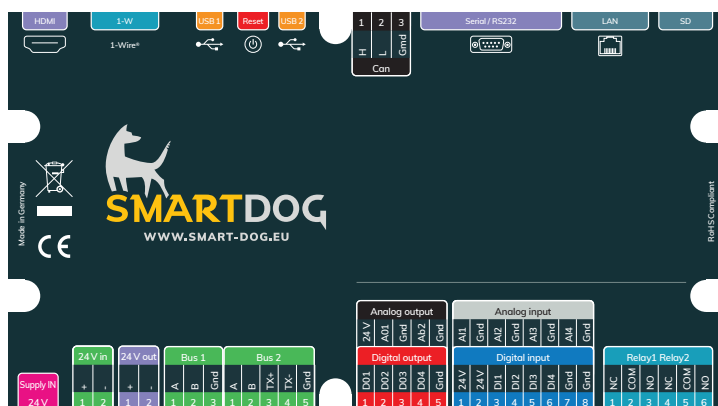 HDMI 1-W USB 1 Reset USB 2 1 2 3 Serial / RS232 LAN SD
1-Wire® H L Gmd
Can
Made in Germany
RoHS Compliant
SMARTDOG
WWW.SMART-DOG.EU
CE
Analog output Analog input
24 V A01 Gnd Ab2 Gnd AI1 Gnd AI2 Gnd AI3 Gnd AI4 Gnd
24 V in 24 V out Bus 1 Bus 2 Digital output Digital input Relay1 Relay2
Supply IN + - + - A B Gnd A B TX+ TX- Gnd D01 D02 D03 D04 Gnd 24V 24V DI1 DI2 DI3 DI4 Gnd Gnd NC COM NO NC COM NO
24 V 1 2 1 2 1 2 3 1 2 3 4 5 1 2 3 4 5 1 2 3 4 5 6 7 8 1 2 3 4 5 6